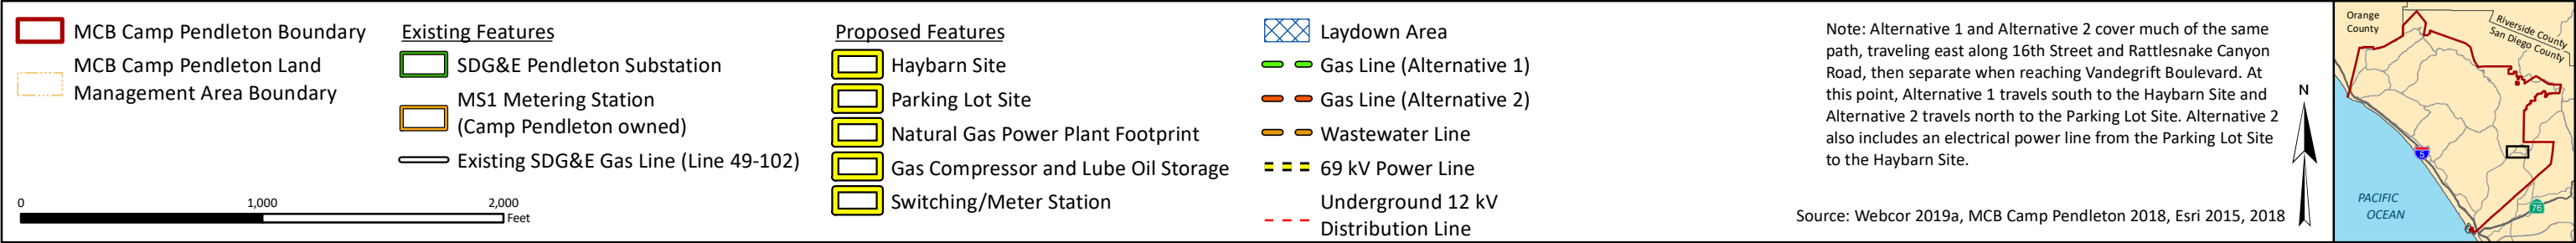 MCB Camp Pendleton Boundary
MCB Camp Pendleton Land
Management Area Boundary
0 1,000 2,000
Feet
Existing Features
SDG&E Pendleton Substation
MS1 Metering Station
(Camp Pendleton owned)
Existing SDG&E Gas Line (Line 49-102)
Proposed Features
Haybarn Site
Parking Lot Site
Natural Gas Power Plant Footprint
Gas Compressor and Lube Oil Storage
Switching/Meter Station
Laydown Area
Gas Line (Alternative 1)
Gas Line (Alternative 2)
Wastewater Line
69 kV Power Line
Underground 12 kV
Distribution Line
Note: Alternative 1 and Alternative 2 cover much of the same
path, traveling east along 16th Street and Rattlesnake Canyon
Road, then separate when reaching Vandegrift Boulevard. At
this point, Alternative 1 travels south to the Haybarn Site and
Alternative 2 travels north to the Parking Lot Site. Alternative 2
also includes an electrical power line from the Parking Lot Site
to the Haybarn Site.
Source: Webcor 2019a, MCB Camp Pendleton 2018, Esri 2015, 2018
N
Orange
County
Riverside County
San Diego County
5
PACIFIC
OCEAN
76